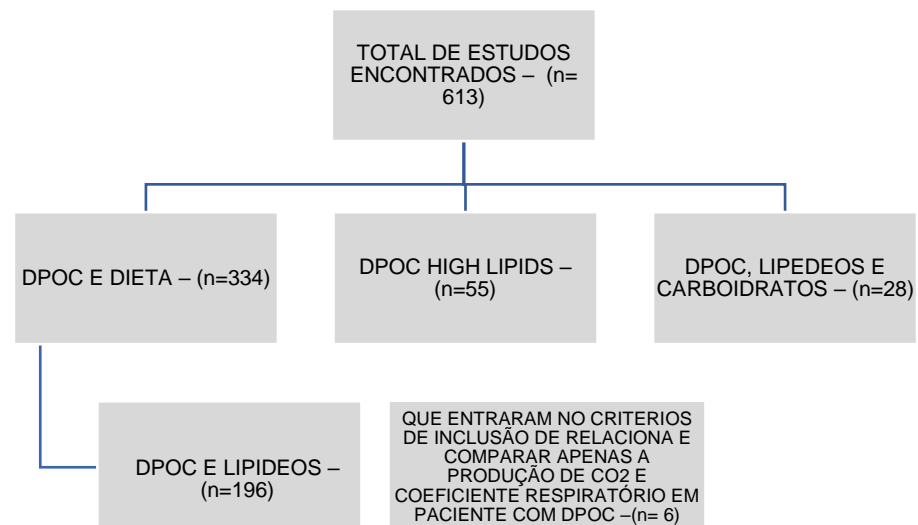 TOTAL DE ESTUDOS
ENCONTRADOS – (n=
613)
DPOC E DIETA – (n=334)
DPOC HIGH LIPIDS –
(n=55)
DPOC, LIPEDEOS E
CARBOIDRATOS – (n=28)
DPOC E LIPIDEOS –
(n=196)
QUE ENTRARAM NO CRITERIOS
DE INCLUSÃO DE RELACIONA E
COMPARAR APENAS A
PRODUÇÃO DE CO2 E
COEFICIENTE RESPIRATÓRIO EM
PACIENTE COM DPOC –(n= 6)